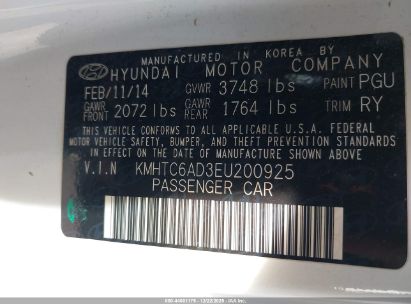 MANUFACTURED IN KOREA BY
HYUNDAI MOTOR COMPANY
FEB/11/14 GVWR 3748 lbs PAINT PGU
GAWR FRONT 2072 lbs GAWR REAR 1764 lbs TRIM RY
THIS VEHICLE CONFORMS TO ALL APPLICABLE U.S.A. FEDERAL
MOTOR VEHICLE SAFETY, BUMPER, AND THEFT PREVENTION STANDARDS
IN EFFECT ON THE DATE OF MANUFACTURE SHOWN ABOVE.
V.I.N KMHTC6AD3EU200925
PASSENGER CAR